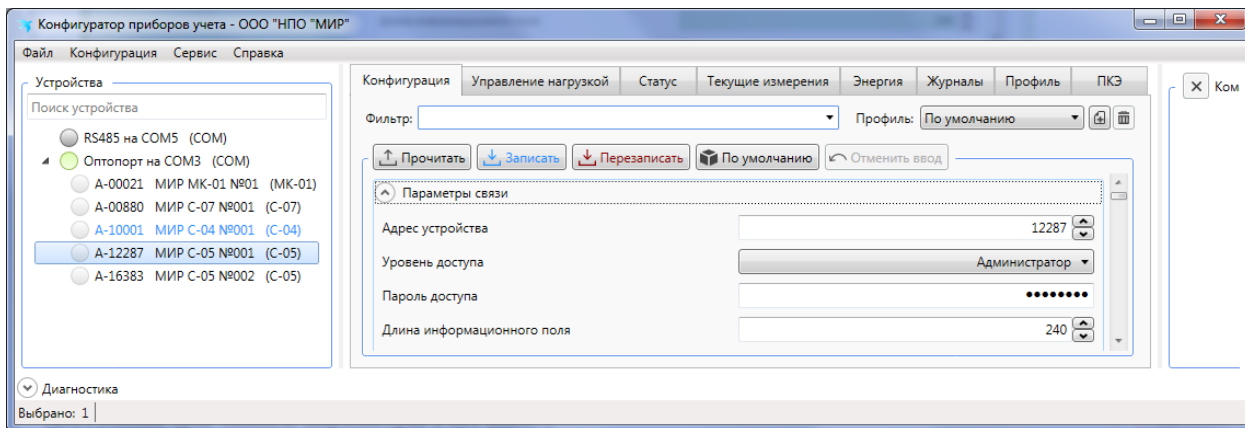 Конфигуратор приборов учета - ООО "НПО "МИР"
Файл Конфигурация Сервис Справка
Устройства
Поиск устройства
RS485 на COM5 (COM)
Оптопорт на COM3 (COM)
A-00021 МИР МК-01 №01 (МК-01)
A-00880 МИР С-07 №001 (С-07)
A-10001 МИР С-04 №001 (С-04)
A-12287 МИР С-05 №001 (С-05)
A-16383 МИР С-05 №002 (С-05)
Конфигурация Управление нагрузкой Статус Текущие измерения Энергия Журналы Профиль ПКЭ
Фильтр: Профиль: По умолчанию
Прочитать Записать Перезаписать По умолчанию Отменить ввод
Параметры связи
Адрес устройства 12287
Уровень доступа Администратор
Пароль доступа ●●●●●●●●
Длина информационного поля 240
Ком
Диагностика
Выбрано: 1